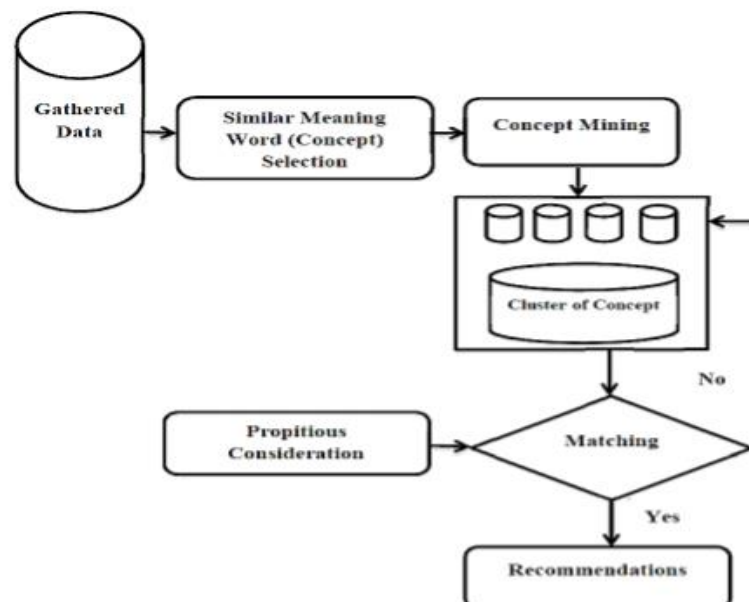 Gathered
Data
Similar Meaning
Word (Concept)
Selection
Concept Mining
Cluster of Concept
No
Propitious
Consideration
Matching
Yes
Recommendations